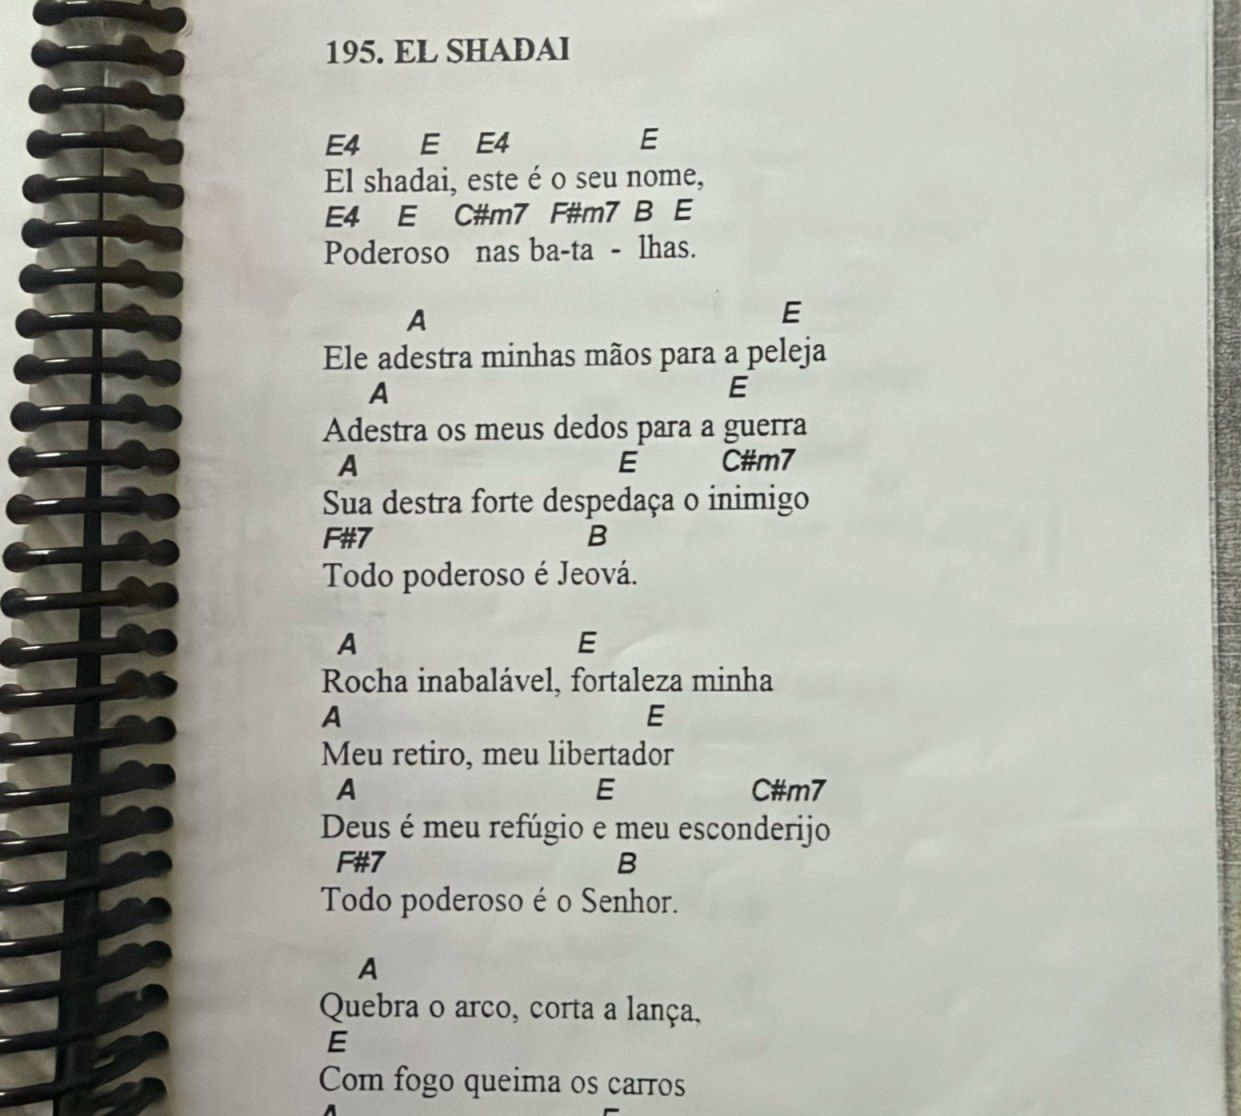 195. EL SHADAI
E4 E E4 E
El shadai, este é o seu nome,
E4 E C#m7 F#m7 B E
Poderoso nas ba-ta - lhas.
A E
Ele adestra minhas mãos para a peleja
A E
Adestra os meus dedos para a guerra
A E C#m7
Sua destra forte despedaça o inimigo
F#7 B
Todo poderoso é Jeová.
A E
Rocha inabalável, fortaleza minha
A E
Meu retiro, meu libertador
A E C#m7
Deus é meu refúgio e meu esconderijo
F#7 B
Todo poderoso é o Senhor.
A
Quebra o arco, corta a lança,
E
Com fogo queima os carros